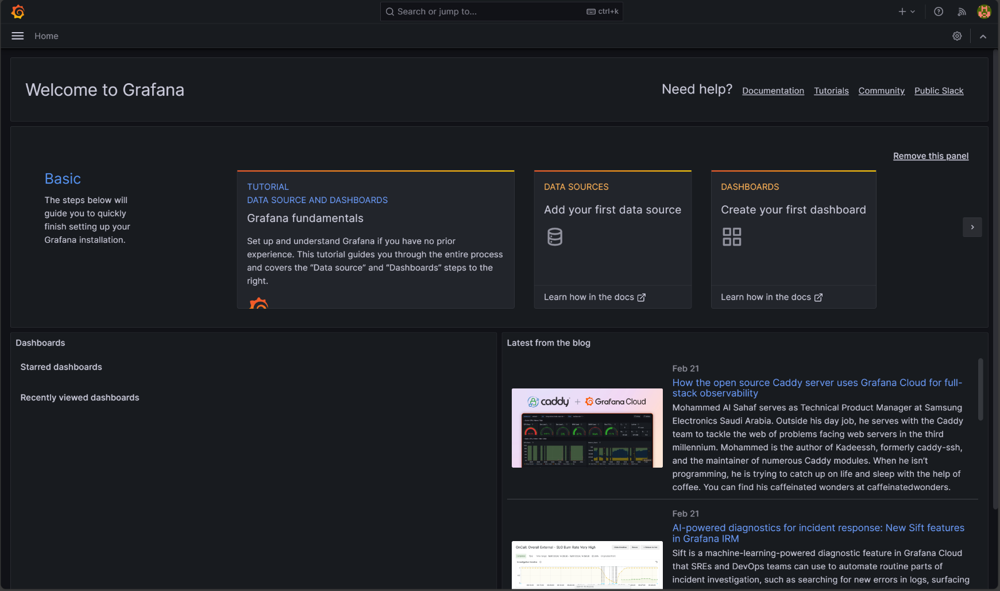 Search or jump to...
ctrl+k
Home
Welcome to Grafana
Need help?
Documentation
Tutorials
Community
Public Slack
Remove this panel
Basic
The steps below will
guide you to quickly
finish setting up your
Grafana installation.
TUTORIAL
DATA SOURCE AND DASHBOARDS
Grafana fundamentals
Set up and understand Grafana if you have no prior
experience. This tutorial guides you through the entire process
and covers the “Data source” and “Dashboards” steps to the
right.
DATA SOURCES
Add your first data source
Learn how in the docs
DASHBOARDS
Create your first dashboard
Learn how in the docs
Dashboards
Starred dashboards
Recently viewed dashboards
Latest from the blog
caddy + Grafana Cloud
Feb 21
How the open source Caddy server uses Grafana Cloud for full-
stack observability
Mohammed Al Sahaf serves as Technical Product Manager at Samsung
Electronics Saudi Arabia. Outside his day job, he serves with the Caddy
team to tackle the web of problems facing web servers in the third
millennium. Mohammed is the author of Kadeessh, formerly caddy-ssh,
and the maintainer of numerous Caddy modules. When he isn’t
programming, he is trying to catch up on life and sleep with the help of
coffee. You can find his caffeinated wonders at caffeinatedwonders.
OnCall: Overall External - SLO Burn Rate Very High
Investigation timeline
Feb 21
AI-powered diagnostics for incident response: New Sift features
in Grafana IRM
Sift is a machine-learning-powered diagnostic feature in Grafana Cloud
that SREs and DevOps teams can use to automate routine parts of
incident investigation, such as searching for new errors in logs, surfacing